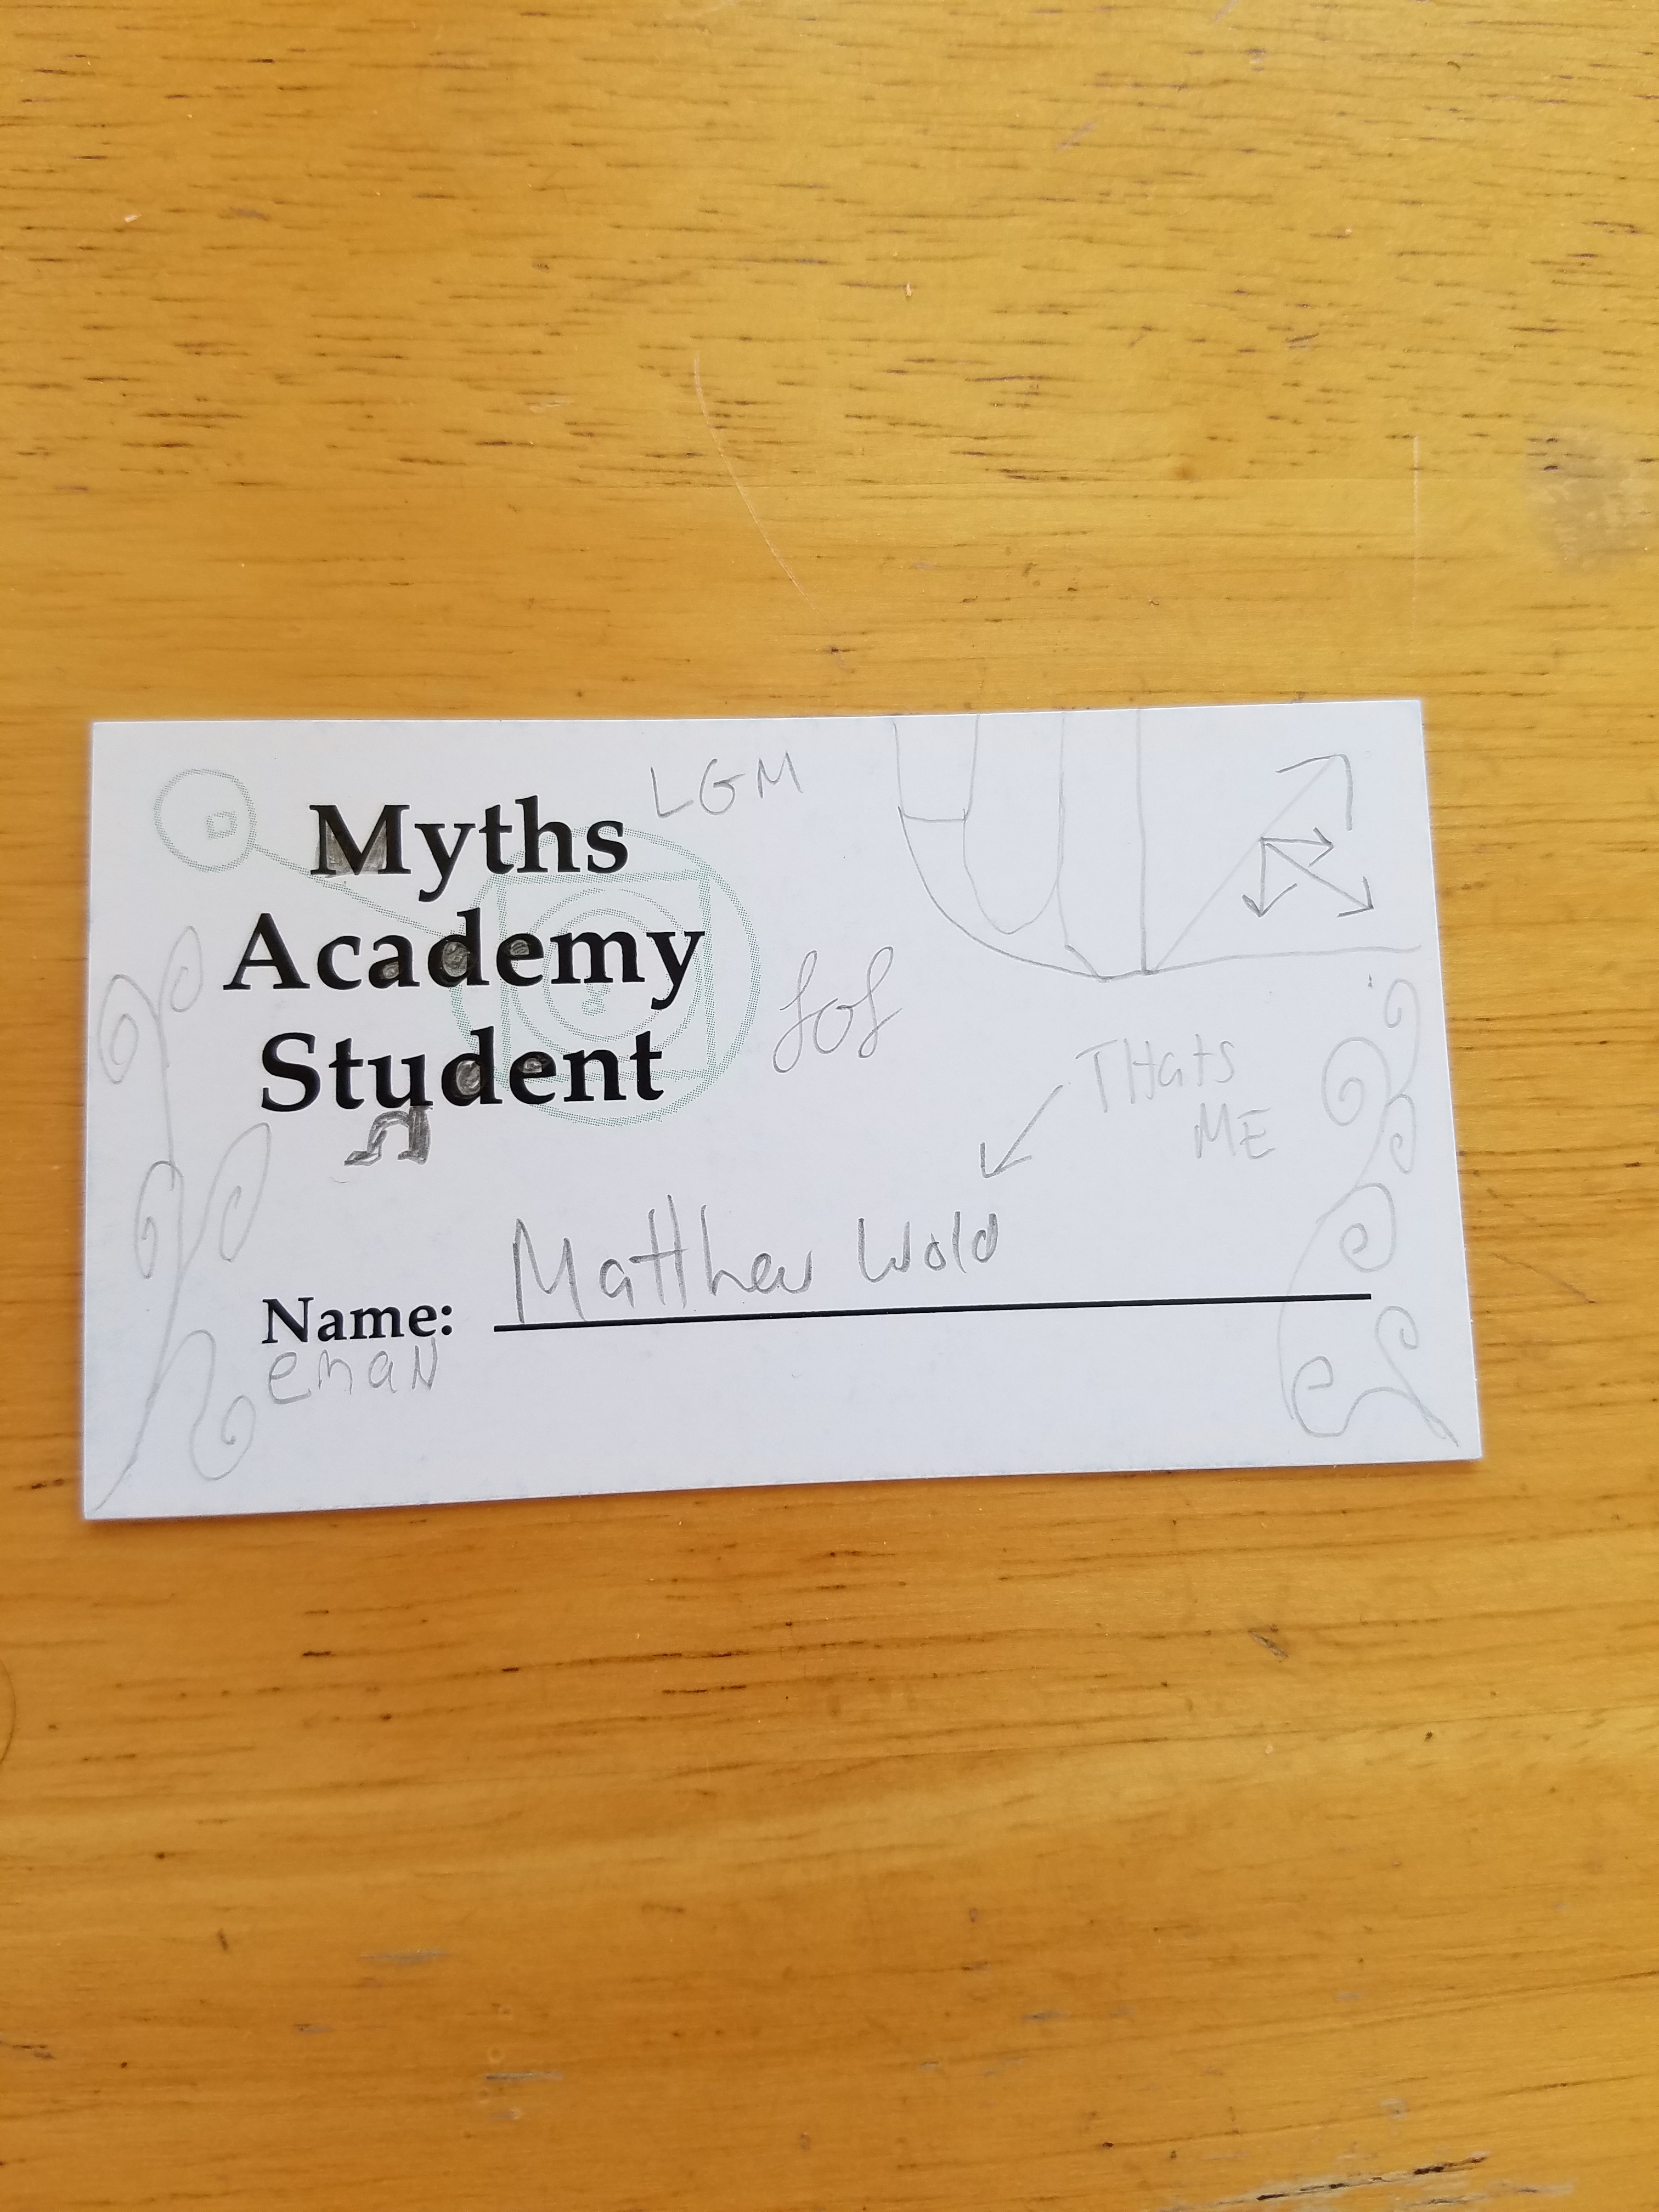 LGM
Myths
Academy
Student
lol
THats
ME
Name: Matthew Wold
emaN